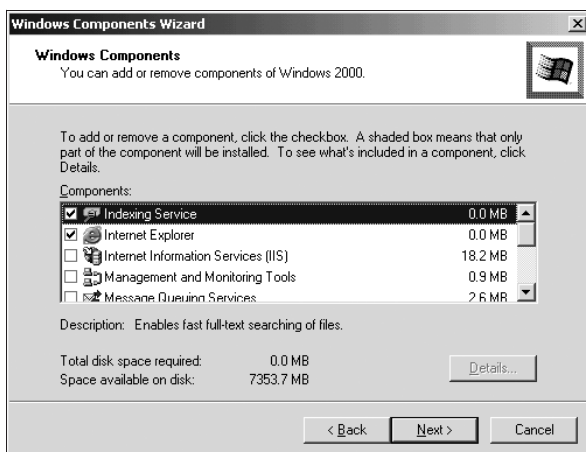 Windows Components Wizard
Windows Components
You can add or remove components of Windows 2000.
To add or remove a component, click the checkbox. A shaded box means that only
part of the component will be installed. To see what's included in a component, click
Details.
Components:
Indexing Service 0.0 MB
Internet Explorer 0.0 MB
Internet Information Services (IIS) 18.2 MB
Management and Monitoring Tools 0.9 MB
Message Queuing Services 2.6 MB
Description: Enables fast full-text searching of files.
Total disk space required: 0.0 MB
Space available on disk: 7353.7 MB
Details...
< Back Next > Cancel